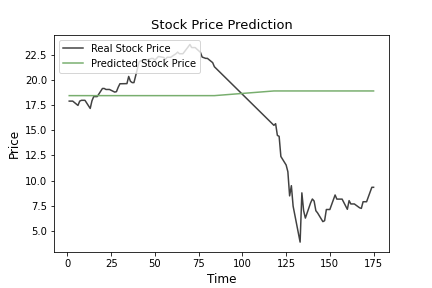 Stock Price Prediction
Real Stock Price
Predicted Stock Price
22.5
20.0
17.5
15.0
12.5
10.0
7.5
5.0
Price
0 25 50 75 100 125 150 175
Time